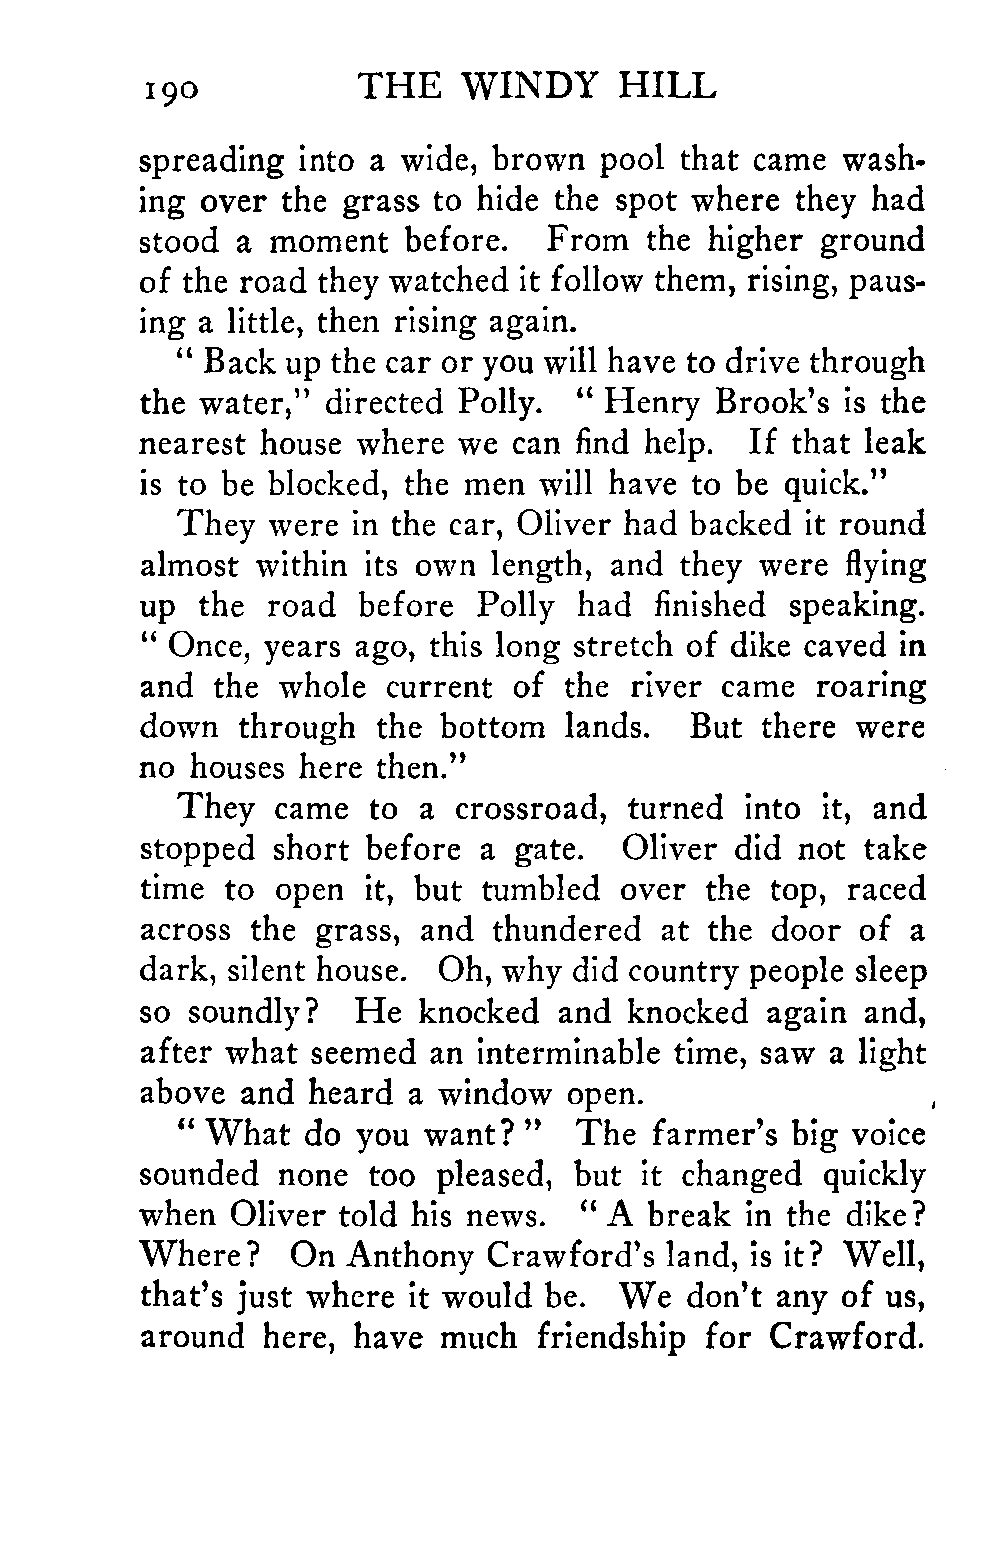 190 THE WINDY HILL
spreading into a wide, brown pool that came wash-
ing over the grass to hide the spot where they had
stood a moment before. From the higher ground
of the road they watched it follow them, rising, paus-
ing a little, then rising again.
“ Back up the car or you will have to drive through
the water,” directed Polly. “ Henry Brook’s is the
nearest house where we can find help. If that leak
is to be blocked, the men will have to be quick.”
They were in the car, Oliver had backed it round
almost within its own length, and they were flying
up the road before Polly had finished speaking.
“ Once, years ago, this long stretch of dike caved in
and the whole current of the river came roaring
down through the bottom lands. But there were
no houses here then.”
They came to a crossroad, turned into it, and
stopped short before a gate. Oliver did not take
time to open it, but tumbled over the top, raced
across the grass, and thundered at the door of a
dark, silent house. Oh, why did country people sleep
so soundly? He knocked and knocked again and,
after what seemed an interminable time, saw a light
above and heard a window open.
“ What do you want? ” The farmer’s big voice
sounded none too pleased, but it changed quickly
when Oliver told his news. “ A break in the dike?
Where? On Anthony Crawford’s land, is it? Well,
that’s just where it would be. We don’t any of us,
around here, have much friendship for Crawford.